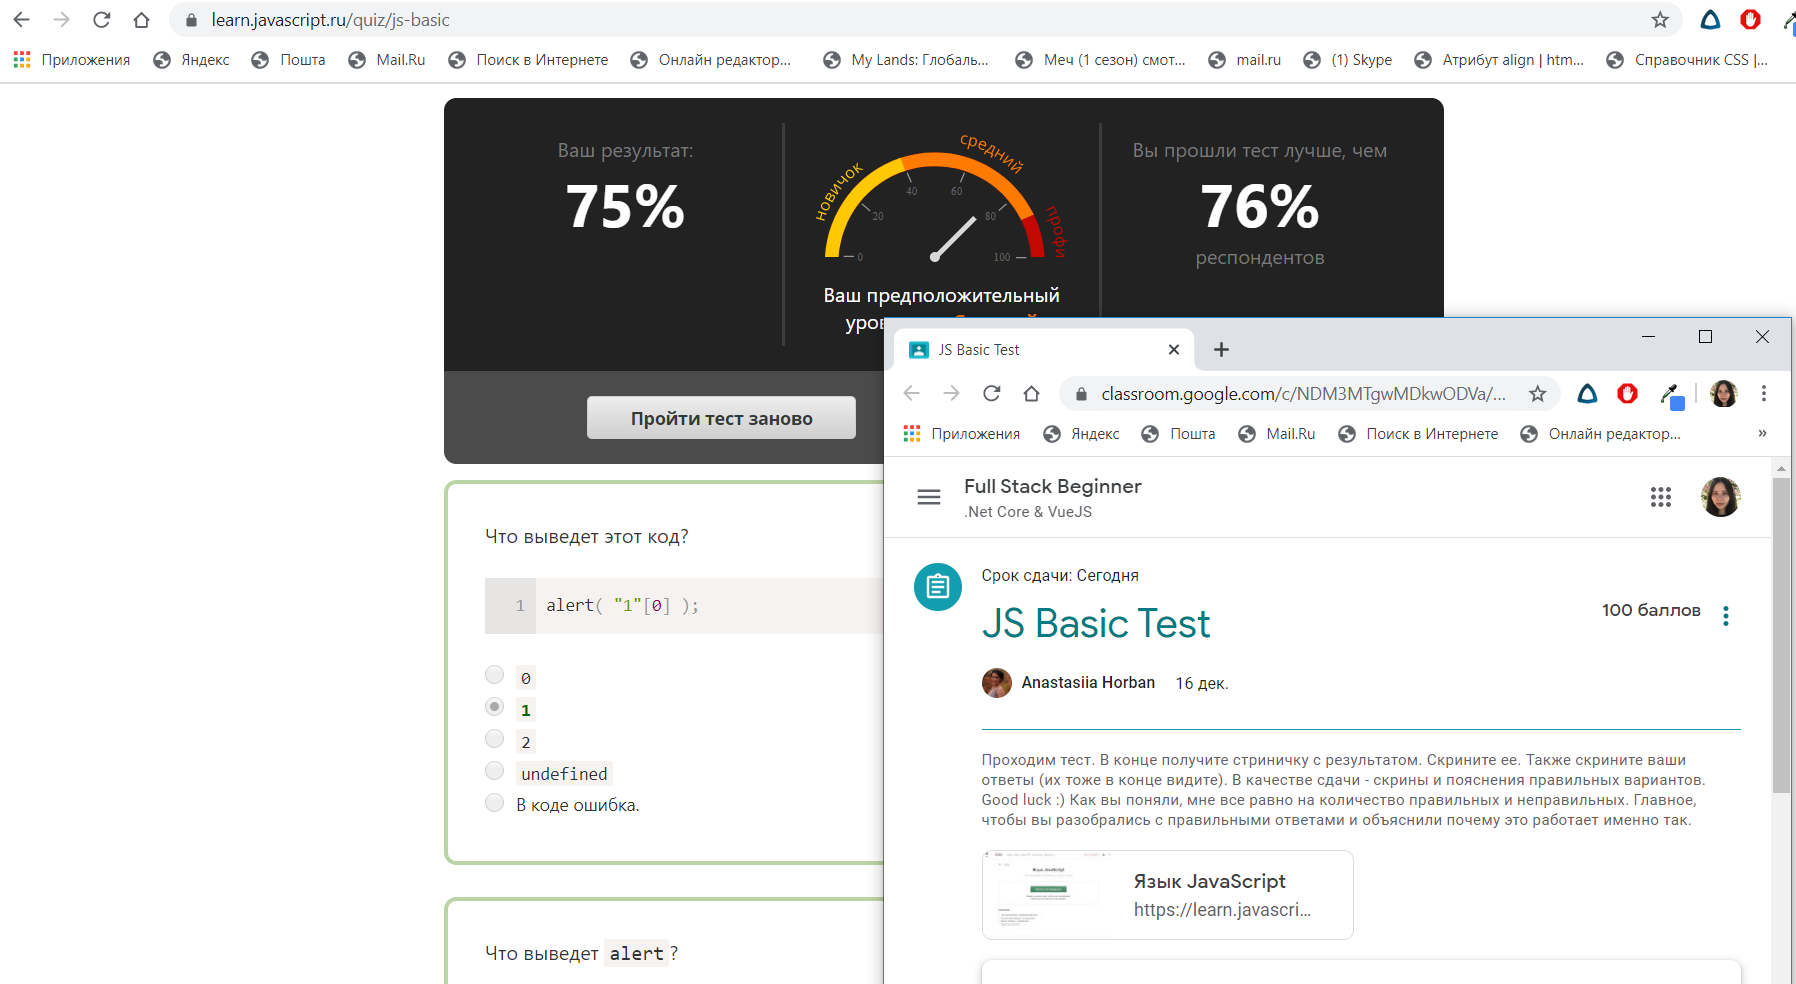 learn.javascript.ru/quiz/js-basic
Приложения Яндекс Пошта Mail.Ru Поиск в Интернете Онлайн редактор... My Lands: Глобаль... Меч (1 сезон) смот... mail.ru (1) Skype Атрибут align | htm... Справочник CSS |...
Ваш результат:
75%
новичок средний профи
0 20 40 60 80 100
Ваш предположительный
Вы прошли тест лучше, чем
76%
респондентов
Пройти тест заново
Что выведет этот код?
1 alert( "1"[0] );
0
1
2
undefined
В коде ошибка.
Что выведет alert?
JS Basic Test
classroom.google.com/c/NDM3MTgwMDkwODVa/...
Приложения Яндекс Пошта Mail.Ru Поиск в Интернете Онлайн редактор... »
Full Stack Beginner
.Net Core & VueJS
Срок сдачи: Сегодня
JS Basic Test
100 баллов
Anastasiia Horban 16 дек.
Проходим тест. В конце получите стриничку с результатом. Скрините ее. Также скрините ваши
ответы (их тоже в конце видите). В качестве сдачи - скрины и пояснения правильных вариантов.
Good luck :) Как вы поняли, мне все равно на количество правильных и неправильных. Главное,
чтобы вы разобрались с правильными ответами и объяснили почему это работает именно так.
Язык JavaScript
https://learn.javascri...